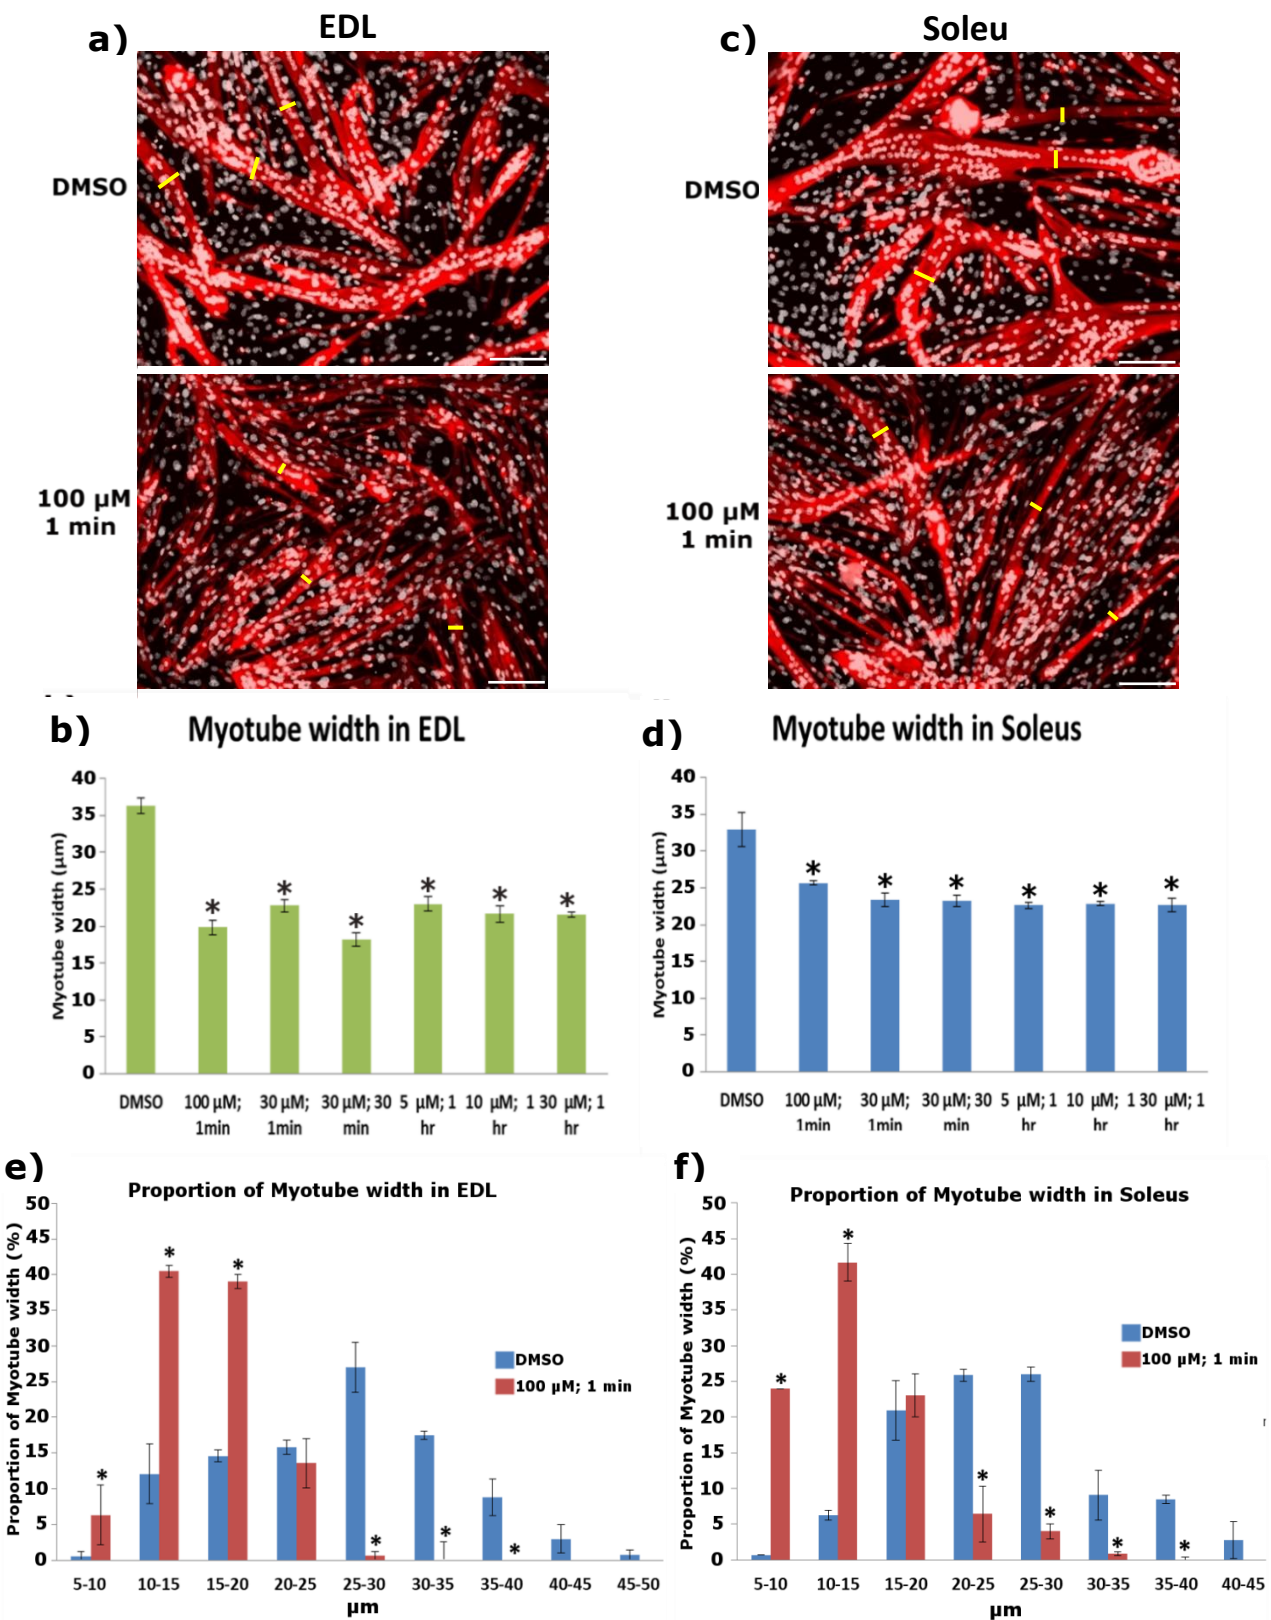 a)
EDL
DMSO
100 µM
1 min
c)
Soleu
DMSO
100 µM
1 min
b)
Myotube width in EDL
Myotube width (µm)
40
35
30
25
20
15
10
5
0
* * * * * *
DMSO 100 µM; 30 µM; 30 µM; 30 5 µM; 1 10 µM; 1 30 µM; 1
1min 1min min hr hr hr
d)
Myotube width in Soleus
Myotube width (µm)
40
35
30
25
20
15
10
5
0
* * * * * *
DMSO 100 µM; 30 µM; 30 µM; 30 5 µM; 1 10 µM; 1 30 µM; 1
1min 1min min hr hr hr
e)
Proportion of Myotube width in EDL
Proportion of Myotube width (%)
50
45
40
35
30
25
20
15
10
5
0
* * * * * *
DMSO
100 µM; 1 min
5-10 10-15 15-20 20-25 25-30 30-35 35-40 40-45 45-50
µm
f)
Proportion of Myotube width in Soleus
Proportion of Myotube width (%)
50
45
40
35
30
25
20
15
10
5
0
* * * * * *
DMSO
100 µM; 1 min
5-10 10-15 15-20 20-25 25-30 30-35 35-40 40-45
µm